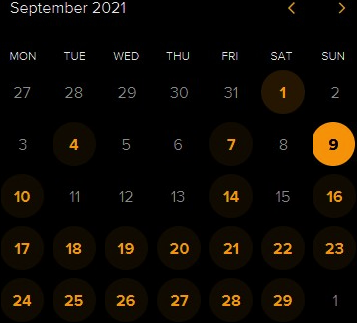 September 2021
MON TUE WED THU FRI SAT SUN
27 28 29 30 31 1 2
3 4 5 6 7 8 9
10 11 12 13 14 15 16
17 18 19 20 21 22 23
24 25 26 27 28 29 1